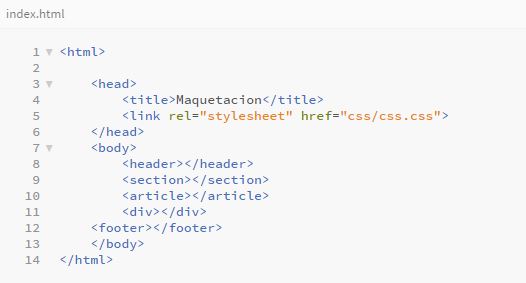 index.html
1 <html>
2
3 <head>
4 <title>Maquetacion</title>
5 <link rel="stylesheet" href="css/css.css">
6 </head>
7 <body>
8 <header></header>
9 <section></section>
10 <article></article>
11 <div></div>
12 <footer></footer>
13 </body>
14 </html>